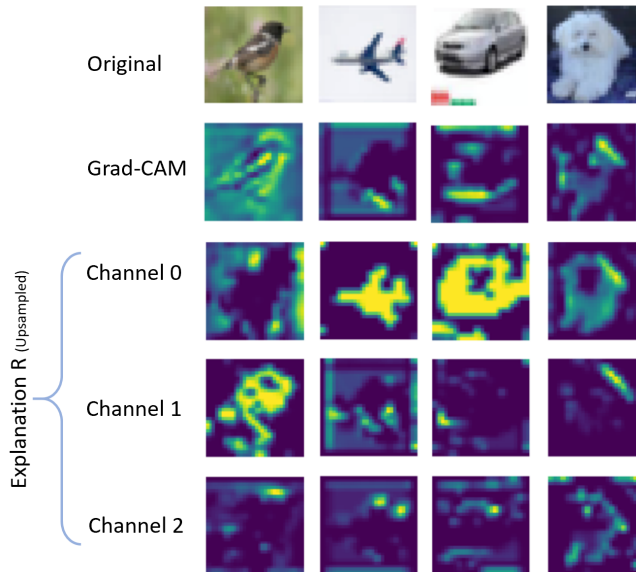 Original
Grad-CAM
Channel 0
Explanation R (Upsampled)
Channel 1
Channel 2